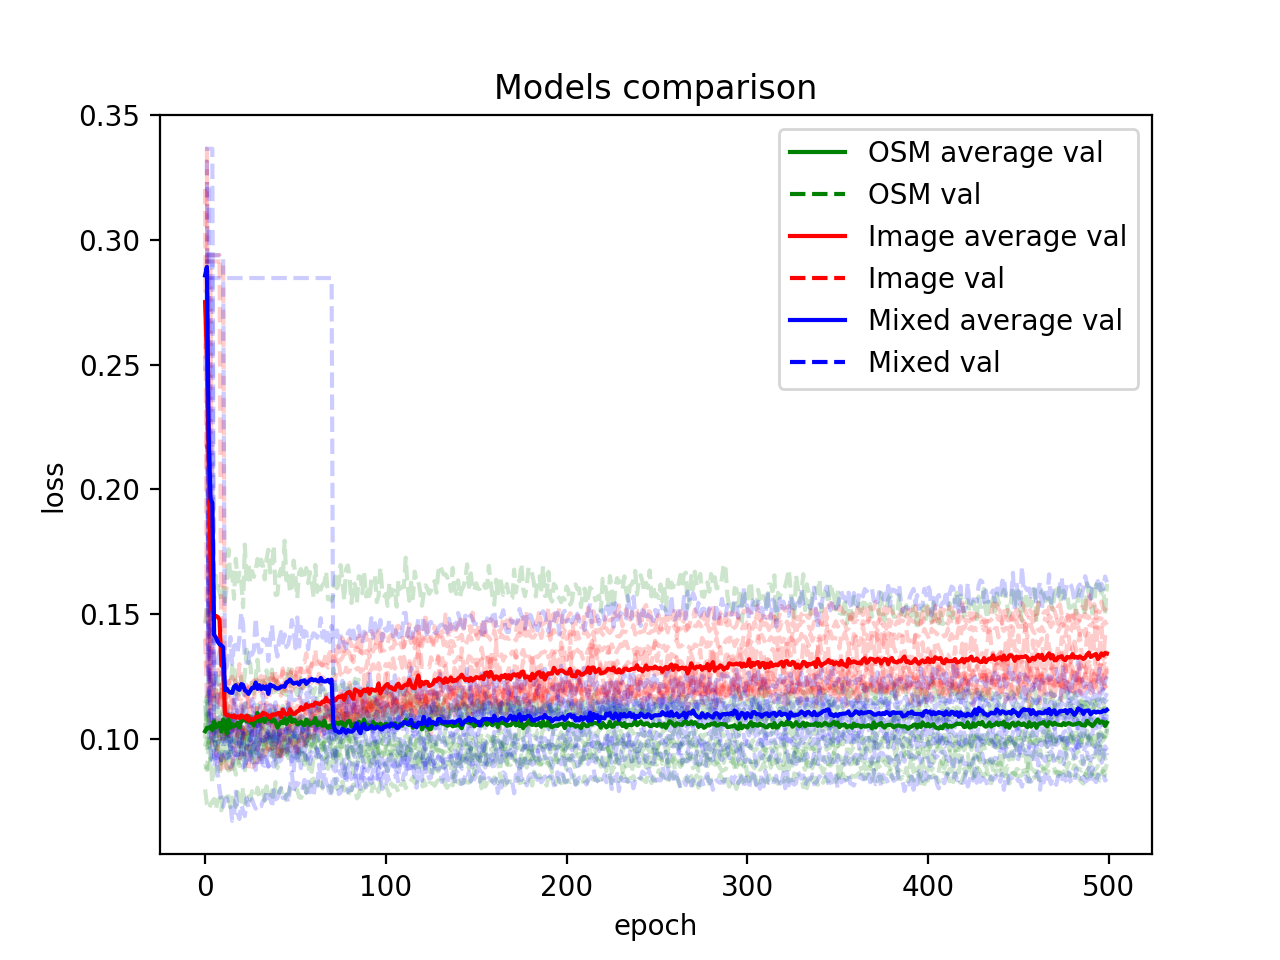 Models comparison
0.35
0.30
0.25
0.20
0.15
0.10
loss
OSM average val
OSM val
Image average val
Image val
Mixed average val
Mixed val
0 100 200 300 400 500
epoch